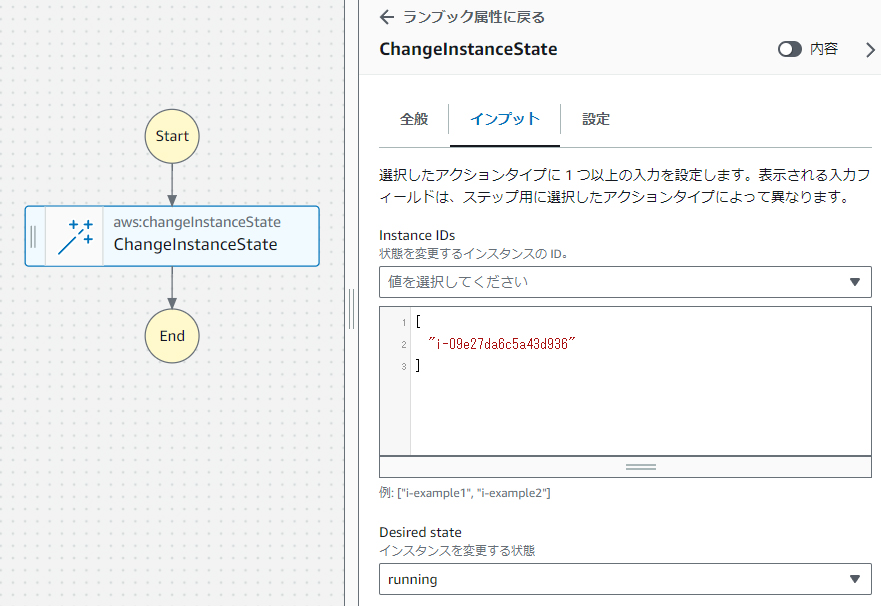 Start
aws:changeInstanceState
ChangeInstanceState
End
ランブック属性に戻る
ChangeInstanceState
内容
全般
インプット
設定
選択したアクションタイプに 1 つ以上の入力を設定します。表示される入力フ
ィールドは、ステップ用に選択したアクションタイプによって異なります。
Instance IDs
状態を変更するインスタンスの ID。
値を選択してください
1 [
2 "i-09e27da6c5a43d936"
3 ]
例: ["i-example1", "i-example2"]
Desired state
インスタンスを変更する状態
running